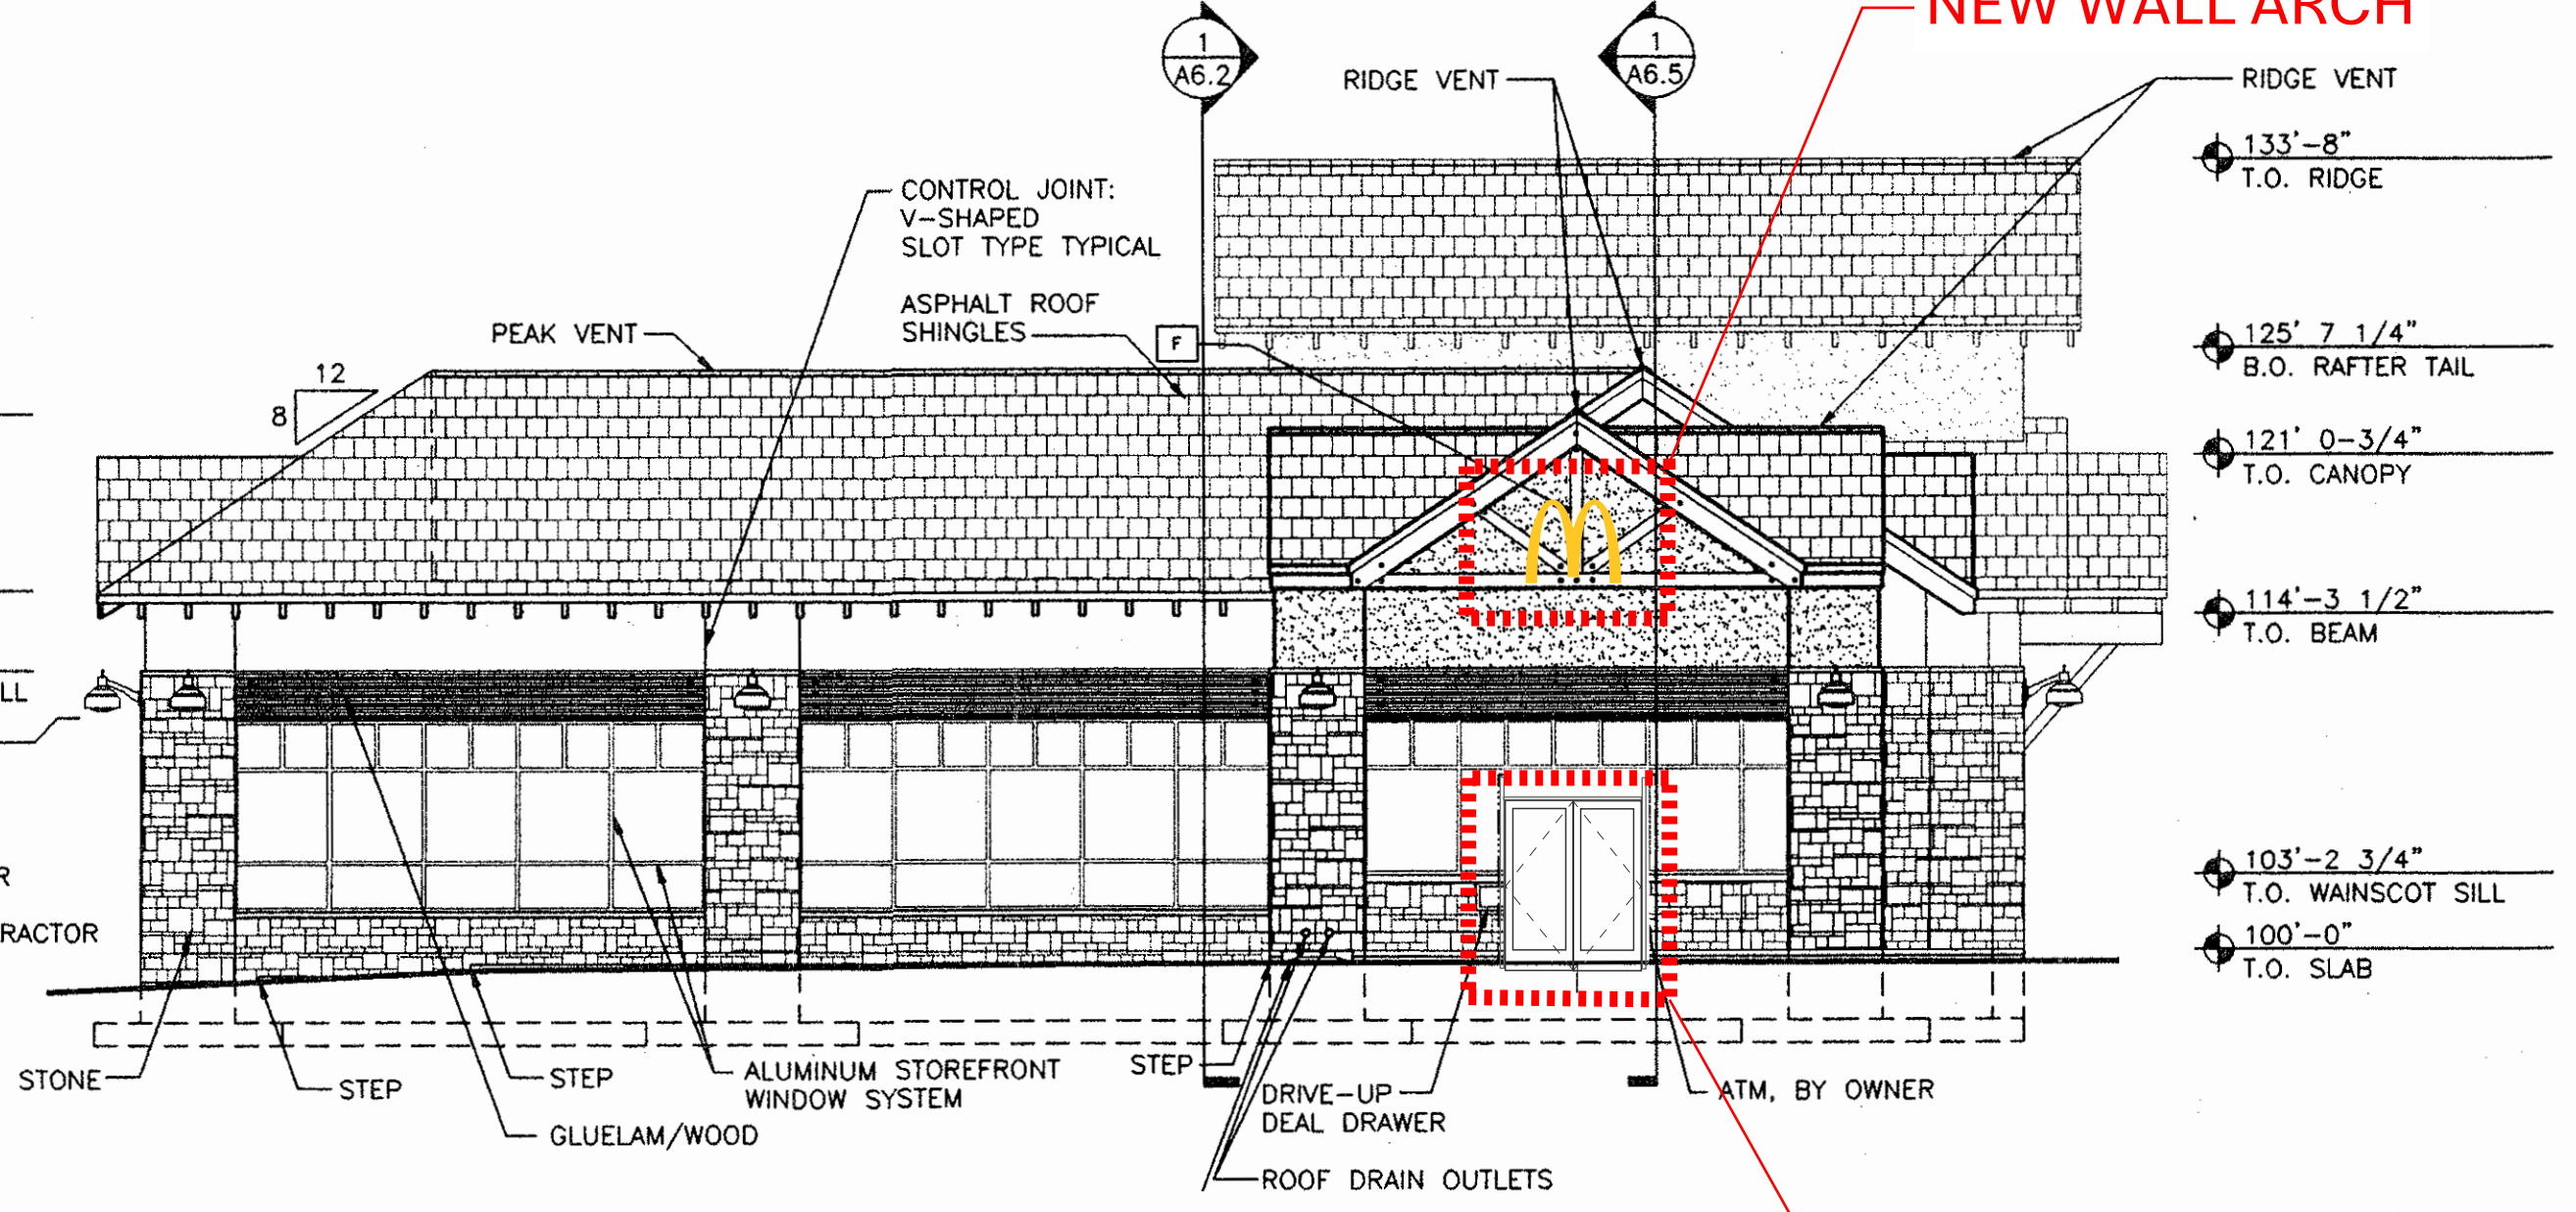 NEW WALL ARCH
1
A6.2
1
A6.5
RIDGE VENT
RIDGE VENT
133'-8"
T.O. RIDGE
CONTROL JOINT:
V-SHAPED
SLOT TYPE TYPICAL
ASPHALT ROOF
SHINGLES
F
PEAK VENT
12
8
125' 7 1/4"
B.O. RAFTER TAIL
121' 0-3/4"
T.O. CANOPY
114'-3 1/2"
T.O. BEAM
LL
R
RACTOR
103'-2 3/4"
T.O. WAINSCOT SILL
100'-0"
T.O. SLAB
STONE
STEP
STEP
ALUMINUM STOREFRONT
WINDOW SYSTEM
GLUELAM/WOOD
STEP
DRIVE-UP
DEAL DRAWER
ATM, BY OWNER
ROOF DRAIN OUTLETS